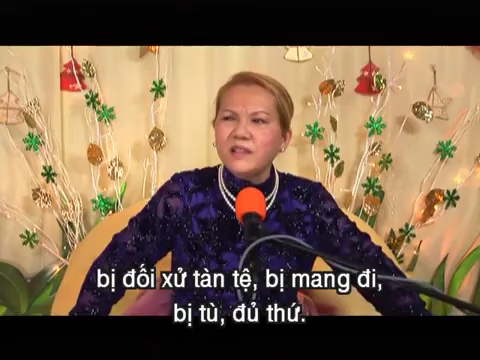 bị đối xử tàn tệ, bị mang đi,
bị tù, đủ thứ.